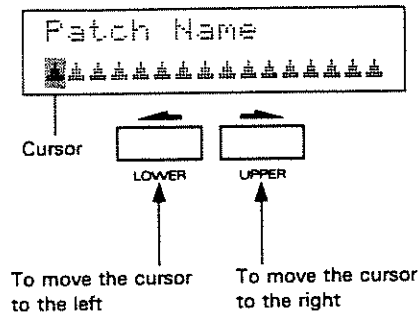 Patch Name
Cursor
LOWER UPPER
To move the cursor
to the left
To move the cursor
to the right